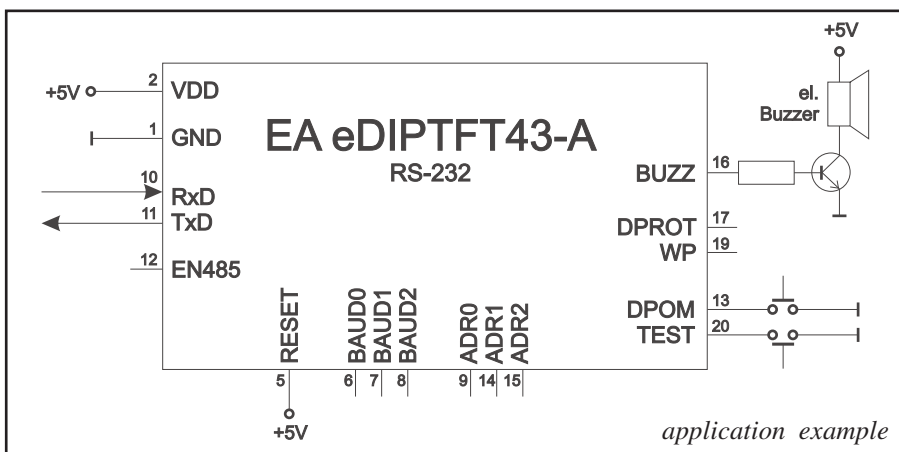 +5V
2 VDD
+5V
1 GND
EA eDIPTFT43-A
RS-232
el.
Buzzer
10 RxD
11 TxD
12 EN485
BUZZ 16
DPROT 17
WP 19
DPOM 13
TEST 20
RESET
BAUD0
BAUD1
BAUD2
ADR0
ADR1
ADR2
5 6 7 8 9 14 15
+5V
application example